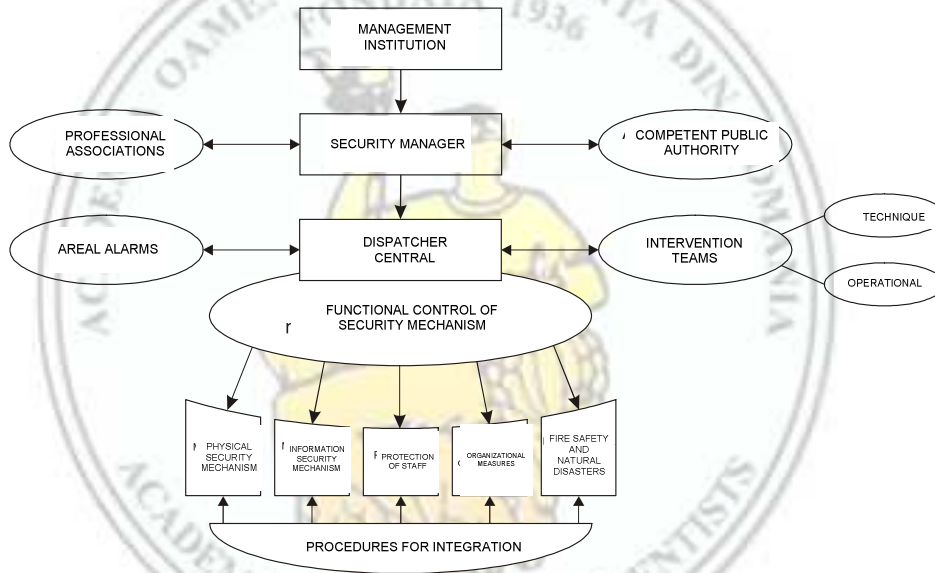 MANAGEMENT
INSTITUTION
1936
PROFESSIONAL
ASSOCIATIONS
SECURITY MANAGER
COMPETENT PUBLIC
AUTHORITY
AREAL ALARMS
DISPATCHER
CENTRAL
INTERVENTION
TEAMS
TECHNIQUE
OPERATIONAL
FUNCTIONAL CONTROL OF
SECURITY MECHANISM
r
PHYSICAL
SECURITY
MECHANISM
INFORMATION
SECURITY
MECHANISM
PROTECTION
OF STAFF
ORGANIZATIONAL
MEASURES
FIRE SAFETY
AND
NATURAL
DISASTERS
PROCEDURES FOR INTEGRATION